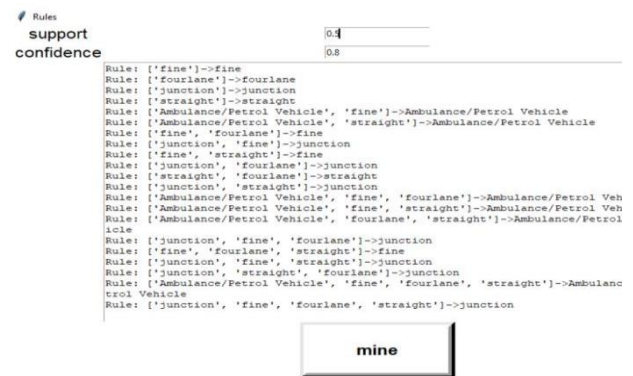 Rules
support 0.5
confidence 0.8
Rule: ['fine']->fine
Rule: ['fourlane']->fourlane
Rule: ['junction']->junction
Rule: ['straight']->straight
Rule: ['Ambulance/Petrol Vehicle', 'fine']->Ambulance/Petrol Vehicle
Rule: ['Ambulance/Petrol Vehicle', 'straight']->Ambulance/Petrol Vehicle
Rule: ['fine', 'fourlane']->fine
Rule: ['junction', 'fine']->junction
Rule: ['fine', 'straight']->fine
Rule: ['junction', 'fourlane']->junction
Rule: ['straight', 'fourlane']->straight
Rule: ['junction', 'straight']->junction
Rule: ['Ambulance/Petrol Vehicle', 'fine', 'fourlane']->Ambulance/Petrol Veh
Rule: ['Ambulance/Petrol Vehicle', 'fine', 'straight']->Ambulance/Petrol Veh
Rule: ['Ambulance/Petrol Vehicle', 'fourlane', 'straight']->Ambulance/Petrol
icle
Rule: ['junction', 'fine', 'fourlane']->junction
Rule: ['fine', 'fourlane', 'straight']->fine
Rule: ['junction', 'fine', 'straight']->junction
Rule: ['junction', 'straight', 'fourlane']->junction
Rule: ['Ambulance/Petrol Vehicle', 'fine', 'fourlane', 'straight']->Ambulanc
trol Vehicle
Rule: ['junction', 'fine', 'fourlane', 'straight']->junction
mine